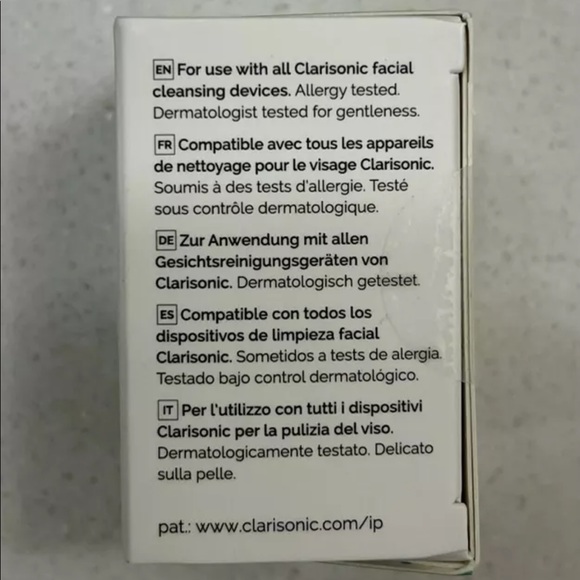 EN For use with all Clarisonic facial
cleansing devices. Allergy tested.
Dermatologist tested for gentleness.
FR Compatible avec tous les appareils
de nettoyage pour le visage Clarisonic.
Soumis à des tests d'allergie. Testé
sous contrôle dermatologique.
DE Zur Anwendung mit allen
Gesichtsreinigungsgeräten von
Clarisonic. Dermatologisch getestet.
ES Compatible con todos los
dispositivos de limpieza facial
Clarisonic. Sometidos a tests de alergia.
Testado bajo control dermatológico.
IT Per l'utilizzo con tutti i dispositivi
Clarisonic per la pulizia del viso.
Dermatologicamente testato. Delicato
sulla pelle.
pat.: www.clarisonic.com/ip